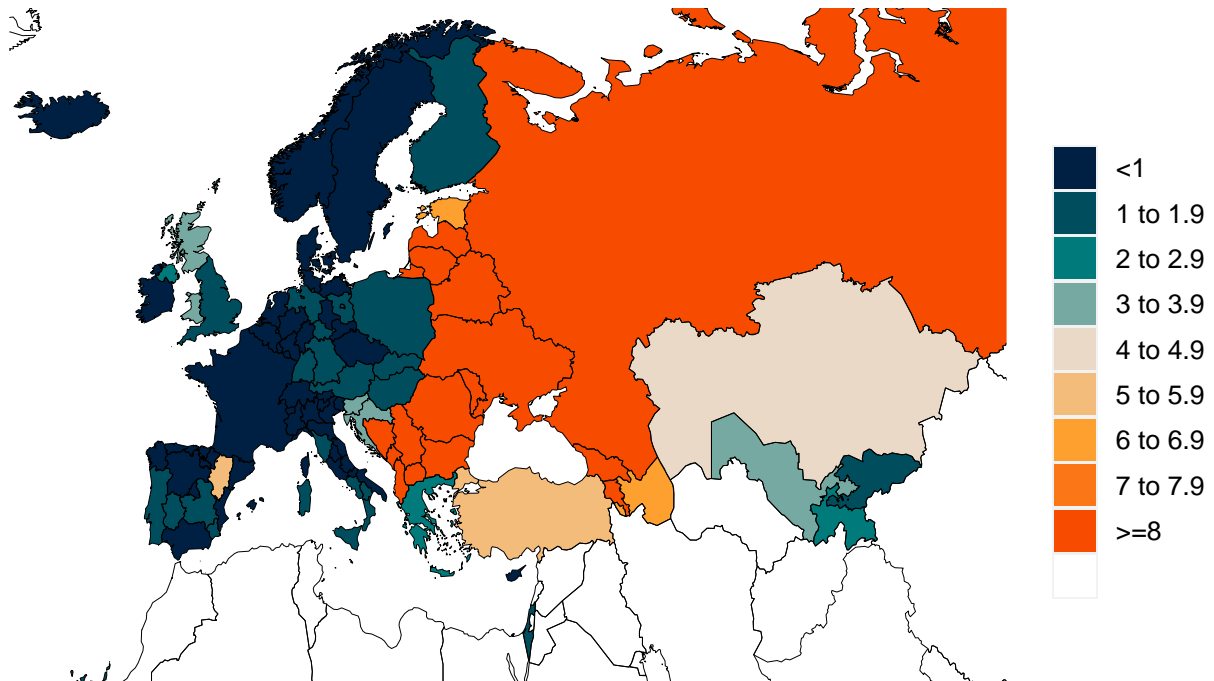 <1
1 to 1.9
2 to 2.9
3 to 3.9
4 to 4.9
5 to 5.9
6 to 6.9
7 to 7.9
>=8